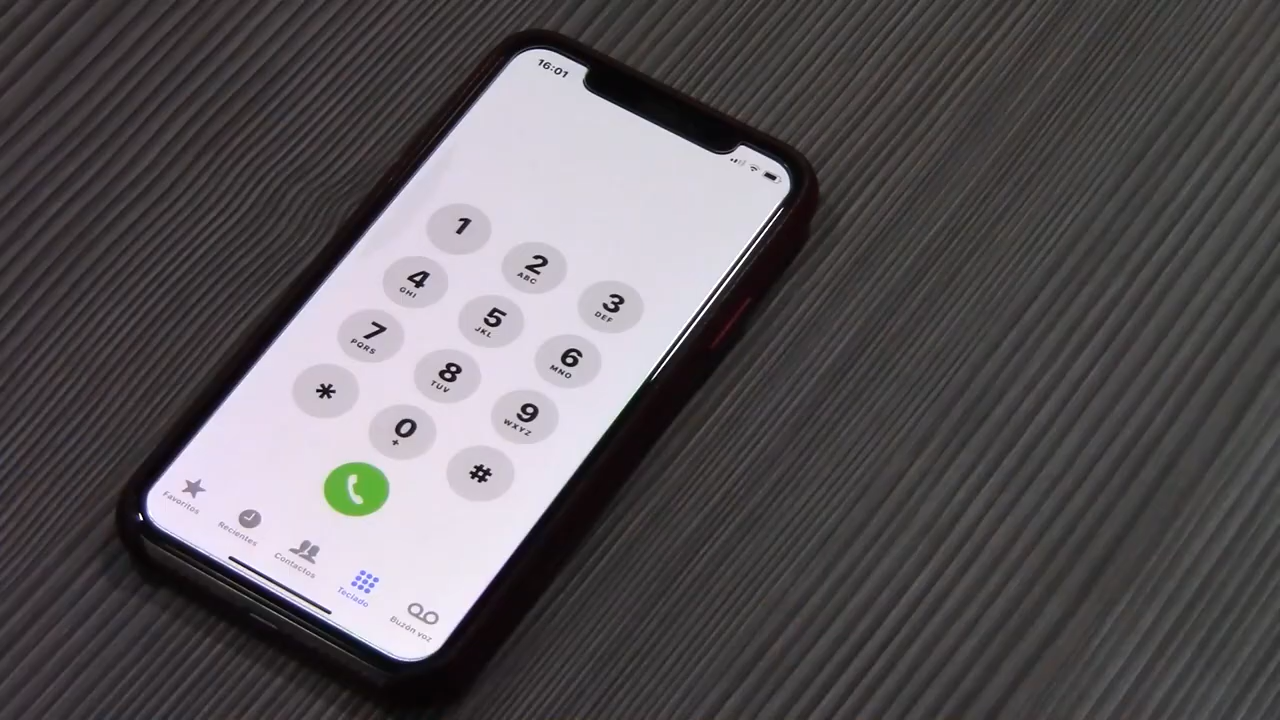 16:01
1
2
ABC
3
DEF
4
GHI
5
JKL
6
MNO
7
PQRS
8
TUV
9
WXYZ
*
0
+
#
Favoritos
Recientes
Contactos
Teclado
Buzón voz